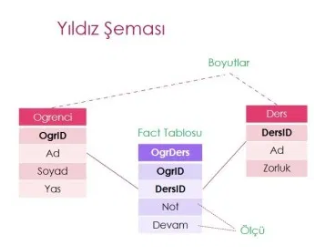 Yıldız Şeması
Boyutlar
Ogrenci
OgrID
Ad
Soyad
Yas
Fact Tablosu
OgrDers
OgrID
DersID
Not
Devam
Ders
DersID
Ad
Zorluk
Ölçü